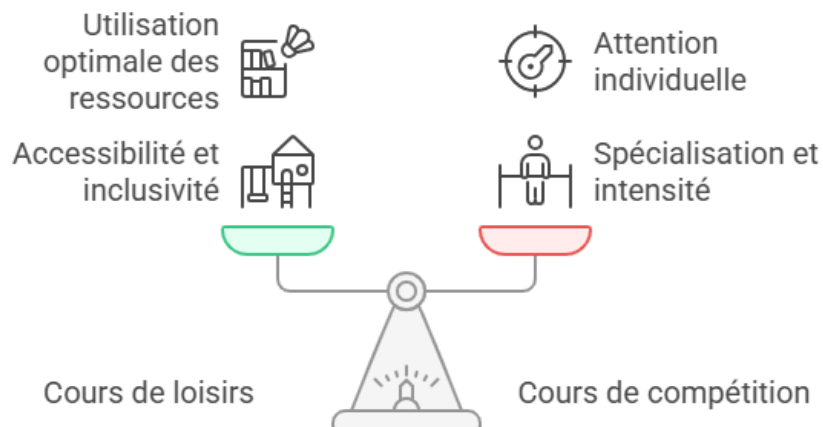 Utilisation
optimale des
ressources
Attention
individuelle
Accessibilité et
inclusivité
Spécialisation et
intensité
Cours de loisirs
Cours de compétition